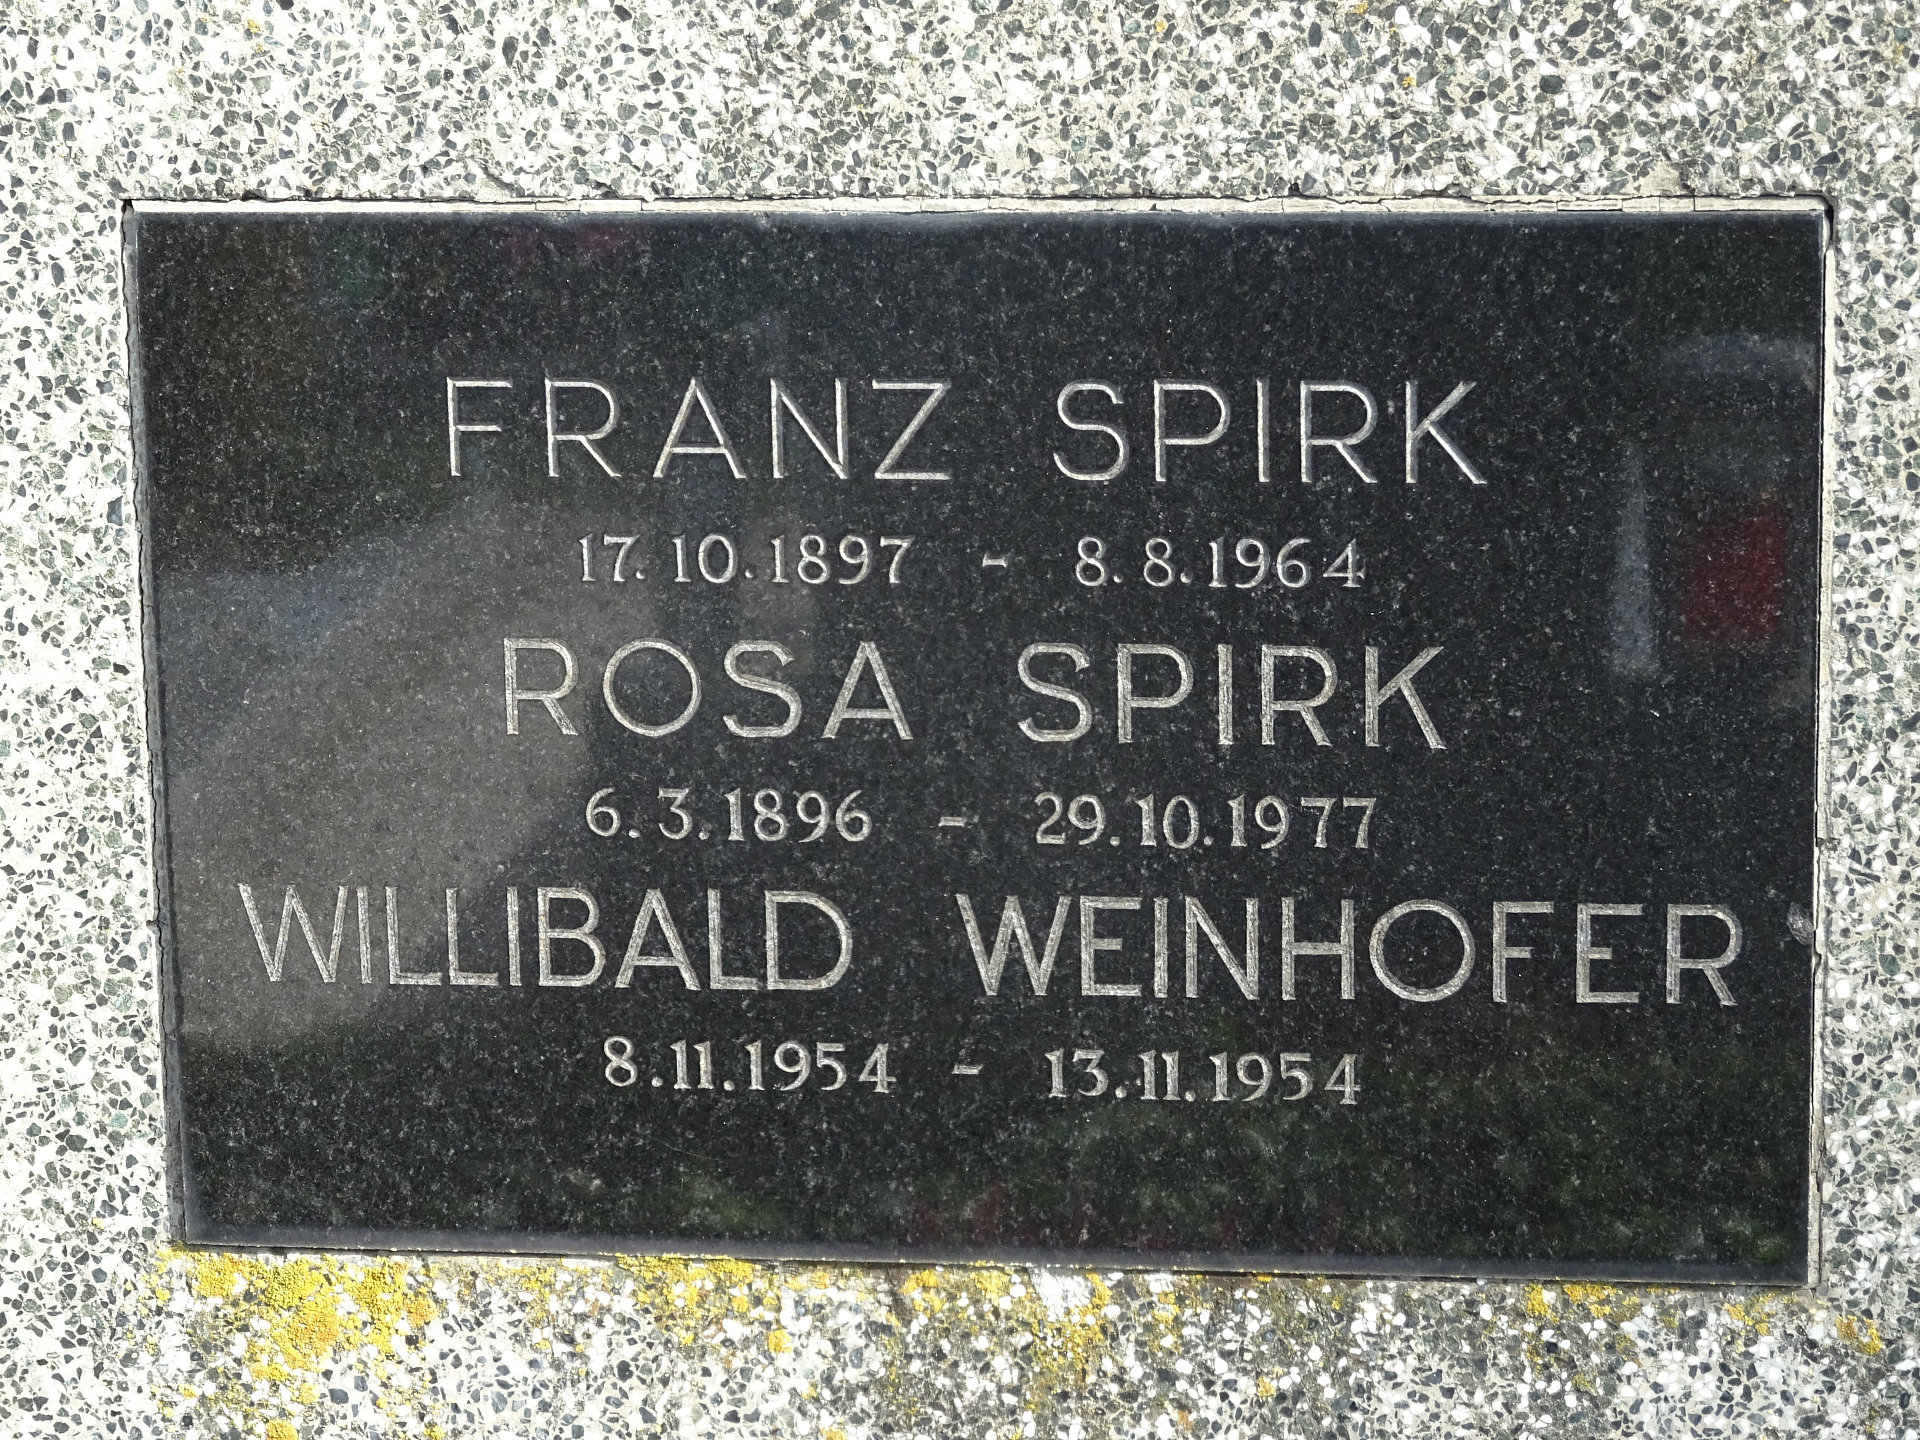 FRANZ SPIRK
17.10.1897 - 8.8.1964
ROSA SPIRK
6.3.1896 - 29.10.1977
WILLIBALD WEINHOFER
8.11.1954 - 13.11.1954